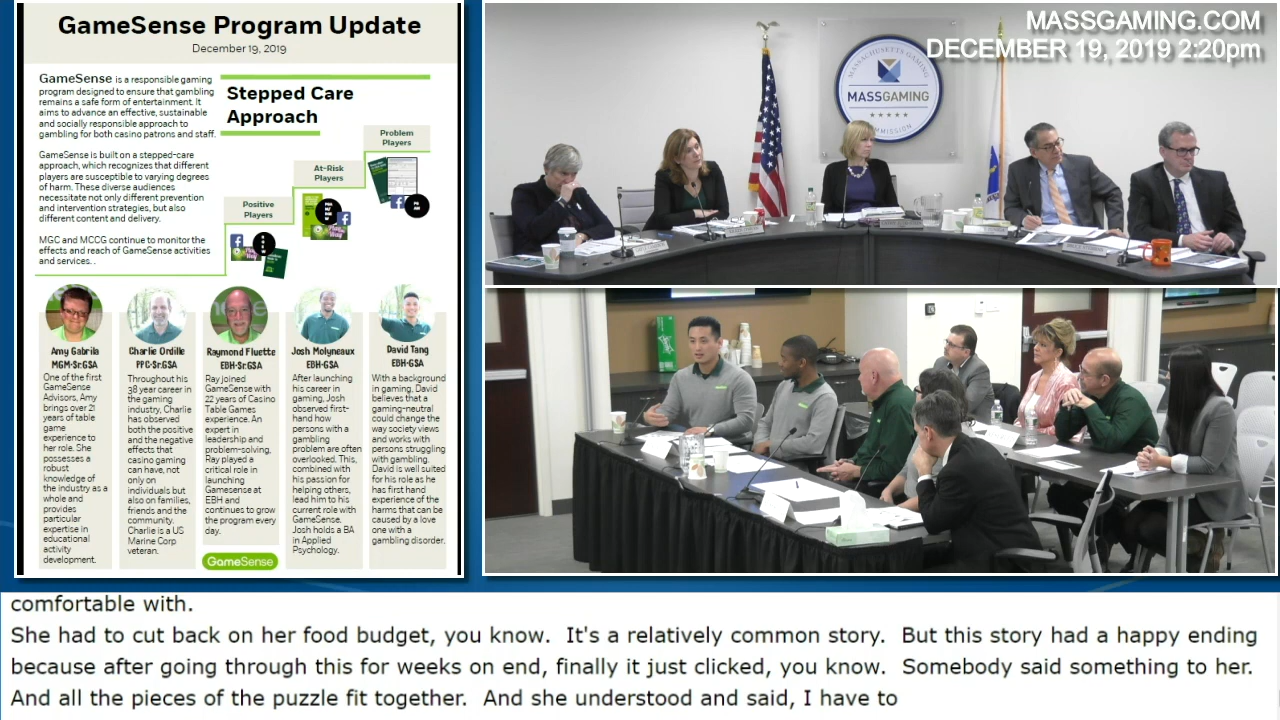 GameSense Program Update
December 19, 2019
GameSense is a responsible gaming
program designed to ensure that gambling
remains a safe form of entertainment. It
aims to advance an effective, sustainable
and socially responsible approach to
gambling for both casino patrons and staff.
GameSense is built on a stepped-care
approach, which recognizes that different
players are susceptible to varying degrees
of harm. These diverse audiences
necessitate not only different prevention
and intervention strategies, but also
different content and delivery.
MGC and MCCG continue to monitor the
effects and reach of GameSense activities
and services. .
Stepped Care
Approach
Problem
Players
At-Risk
Players
Positive
Players
Amy Gabrila
MGM-Sr.GSA
One of the first
GameSense
Advisors, Amy
brings over 21
years of table
game
experience to
her role. She
possesses a
robust
knowledge of
the industry as a
whole and
provides
particular
expertise in
educational
activity
development.
Charlie Ordille
PPC-Sr.GSA
Throughout his
38 year career in
the gaming
industry, Charlie
has observed
both the positive
and the negative
effects that
casino gaming
can have, not
only on
individuals but
also on families,
friends and the
community.
Charlie is a US
Marine Corp
veteran.
Raymond Fluette
EBH-Sr.GSA
Ray joined
GameSense with
22 years of Casino
Table Games
experience. An
expert in
leadership and
problem-solving,
Ray played a
critical role in
launching
Gamesense at
EBH and
continues to grow
the program every
day.
GameSense
Josh Molyneaux
EBH-GSA
After launching
his career in
gaming, Josh
observed first-
hand how
persons with a
gambling
problem are often
overlooked. This,
combined with
his passion for
helping others,
lead him to his
current role with
GameSense.
Josh holds a BA
in Applied
Psychology.
David Tang
EBH-GSA
With a background
in gaming, David
believes that a
gaming-neutral
could change the
way society views
and works with
persons struggling
with gambling.
David is well suited
for his role as he
has first hand
experience of the
harms that can be
caused by a love
one with a
gambling disorder.
MASSGAMING.COM
DECEMBER 19, 2019 2:20pm
MASSACHUSETTS GAMING
MASSGAMING
COMMISSION
comfortable with.
She had to cut back on her food budget, you know. It's a relatively common story. But this story had a happy ending
because after going through this for weeks on end, finally it just clicked, you know. Somebody said something to her.
And all the pieces of the puzzle fit together. And she understood and said, I have to